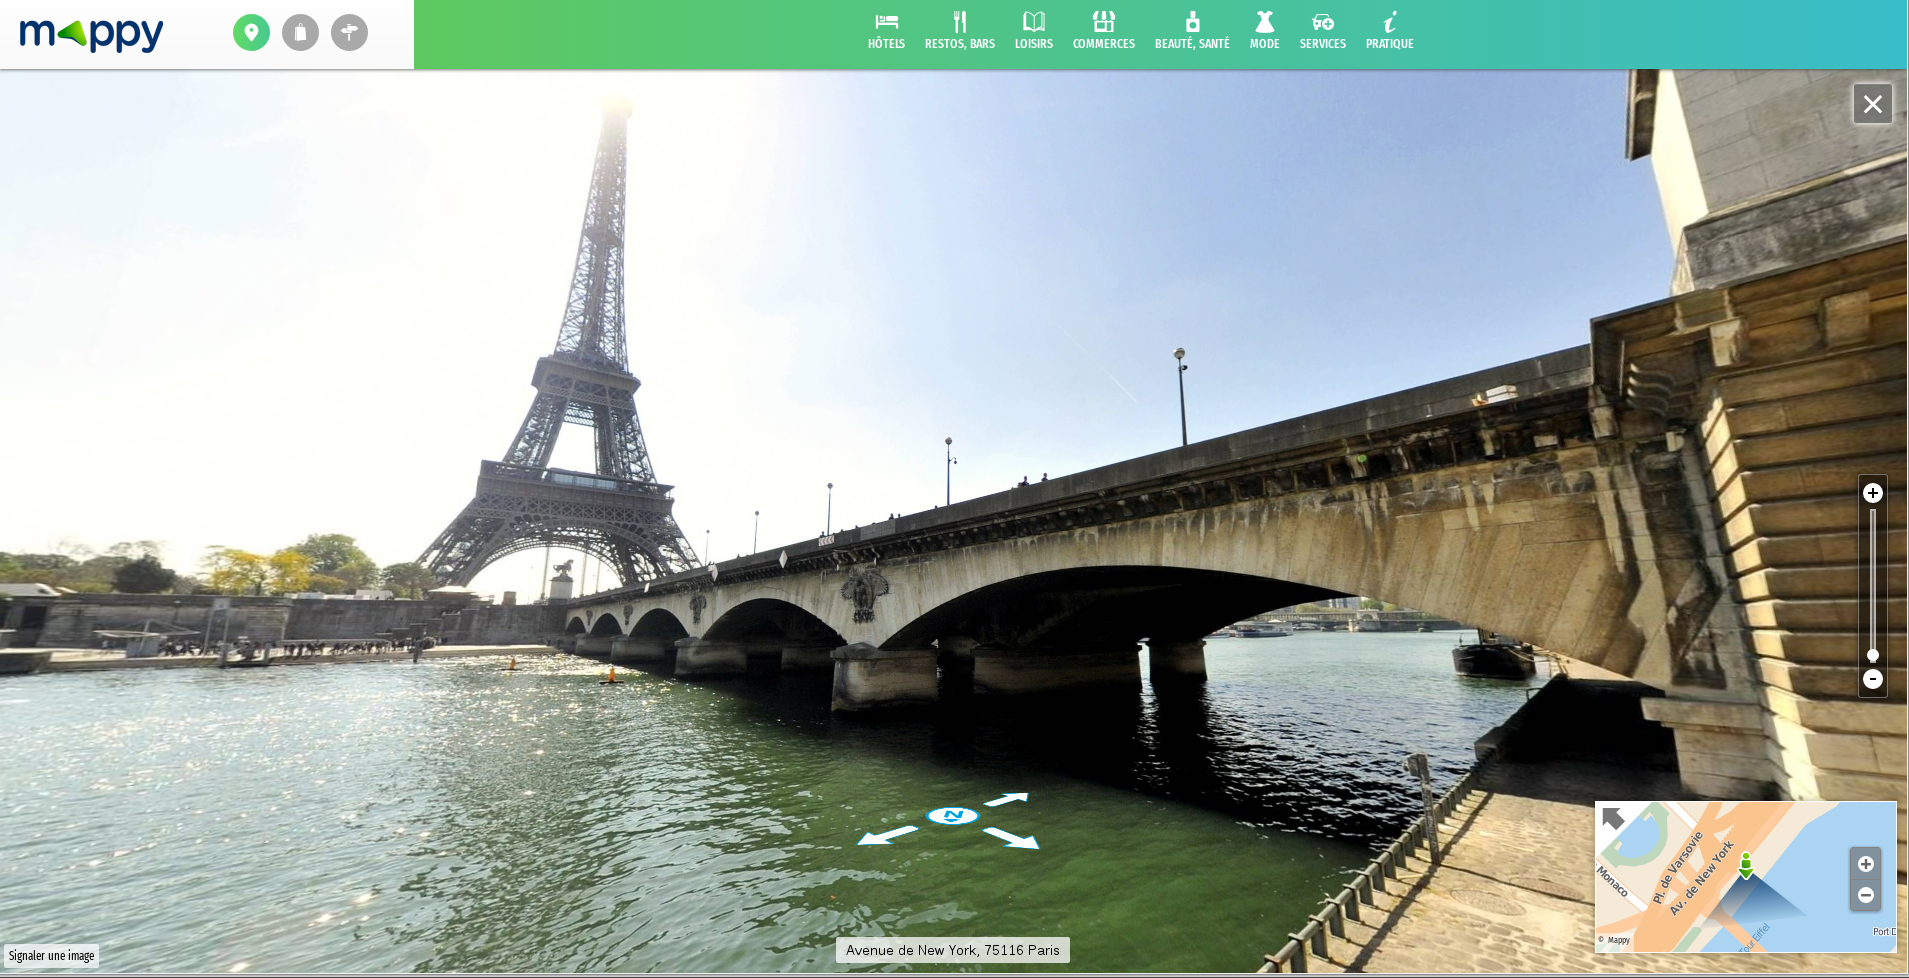 mappy
HÔTELS
RESTOS, BARS
LOISIRS
COMMERCES
BEAUTÉ, SANTÉ
MODE
SERVICES
PRATIQUE
N
Pl. de Varsovie
Av. de New York
Monaco
Port D
© Mappy
Avenue de New York, 75116 Paris
Signaler une image